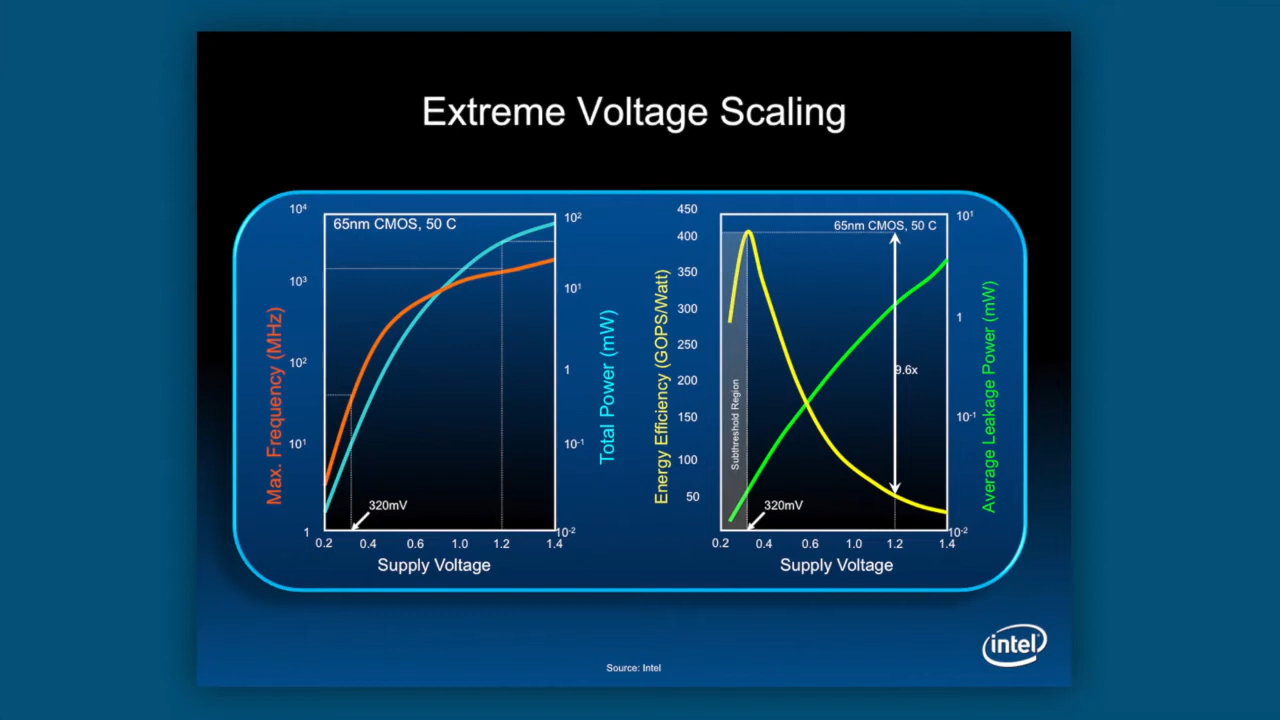 Extreme Voltage Scaling
65nm CMOS, 50 C
Max. Frequency (MHz)
10⁴
10³
10²
10¹
1
Total Power (mW)
10²
10¹
1
10⁻¹
10⁻²
320mV
0.2 0.4 0.6 1.0 1.2 1.4
Supply Voltage
65nm CMOS, 50 C
Energy Efficiency (GOPS/Watt)
450
400
350
300
250
200
150
100
50
Subthreshold Region
9.6x
320mV
Average Leakage Power (mW)
10¹
1
10⁻¹
10⁻²
0.2 0.4 0.6 1.0 1.2 1.4
Supply Voltage
intel®
Source: Intel